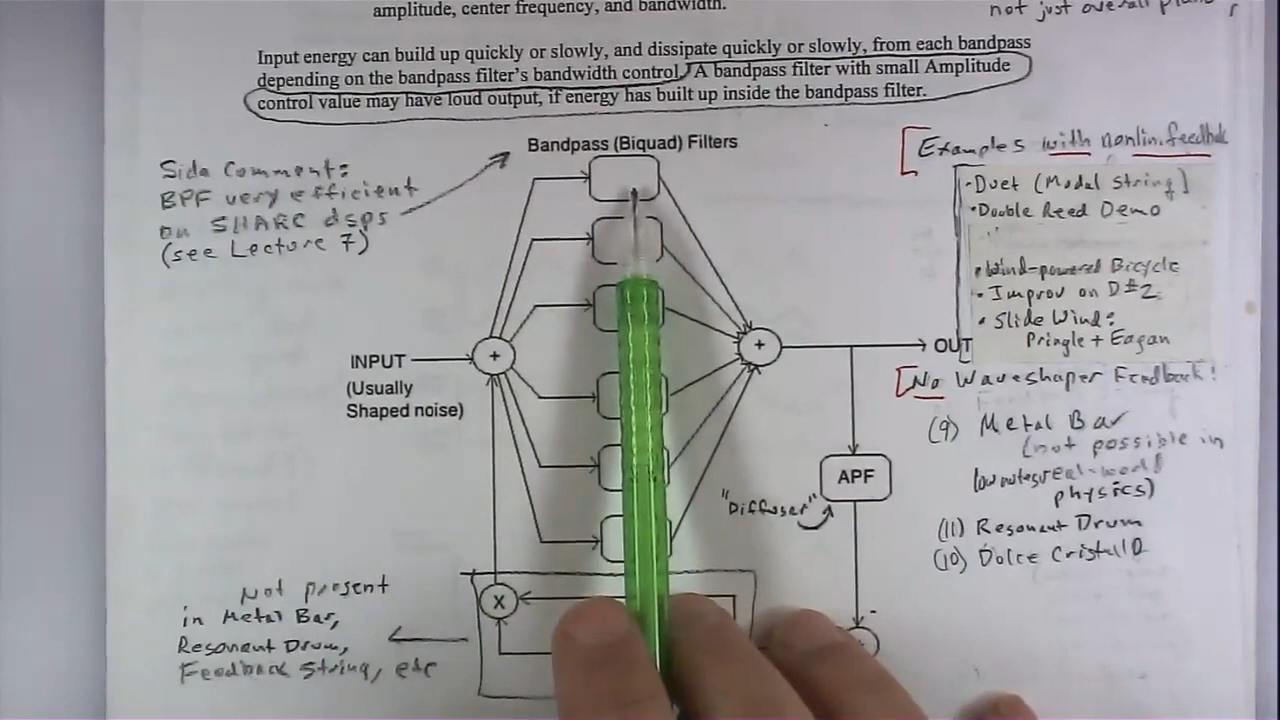 amplitude, center frequency, and bandwidth.
not just overall
Input energy can build up quickly or slowly, and dissipate quickly or slowly, from each bandpass
depending on the bandpass filter's bandwidth control. A bandpass filter with small Amplitude
control value may have loud output, if energy has built up inside the bandpass filter.
Bandpass (Biquad) Filters
Side Comment:
BPF very efficient
on SHARC dsps
(see Lecture 7)
Examples with nonlin. feedbk
• Duet (Modal String)
• Double Reed Demo
• Wind-powered Bicycle
• Improv on D#2
• Slide Wind:
Pringle + Eagan
+
+
INPUT
(Usually
Shaped noise)
OUT
No Waveshaper Feedback!
(9) Metal Bar
(not possible in
real-world
physics)
(11) Resonant Drum
(10) Dolce Cristallo
APF
"Diffuser"
X
-
Not present
in Metal Bar,
Resonant Drum,
Feedback String, etc